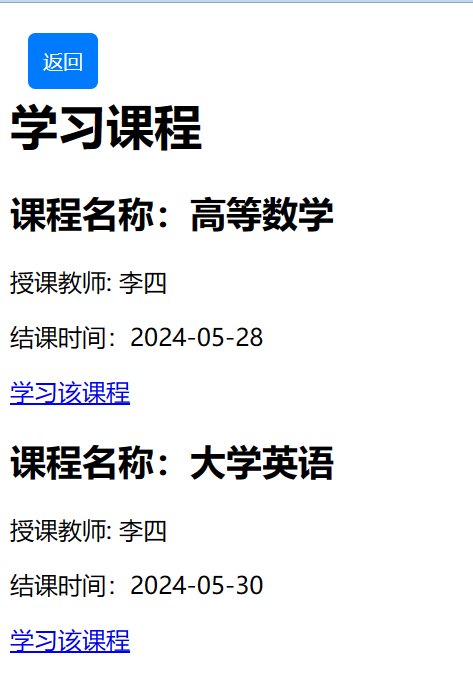 返回
学习课程
课程名称：高等数学
授课教师: 李四
结课时间：2024-05-28
学习该课程
课程名称：大学英语
授课教师: 李四
结课时间：2024-05-30
学习该课程